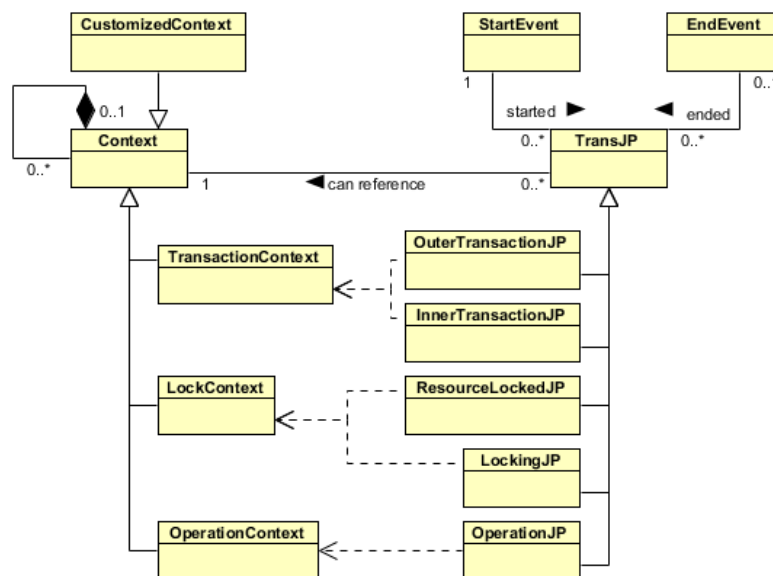 CustomizedContext
StartEvent
EndEvent
0..1
1
0..1
started
ended
Context
0..*
TransJP
0..*
0..*
1
can reference
0..*
OuterTransactionJP
TransactionContext
InnerTransactionJP
LockContext
ResourceLockedJP
LockingJP
OperationContext
OperationJP